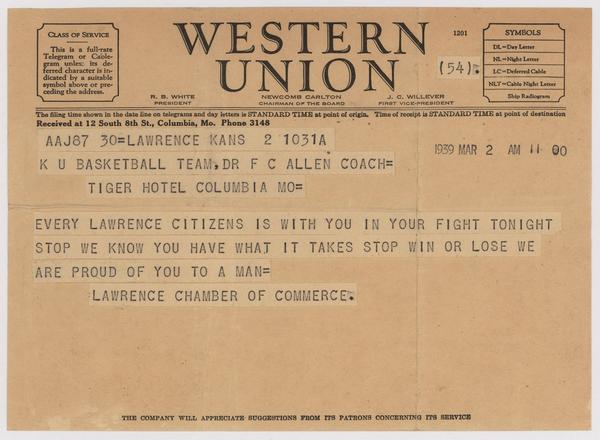 CLASS OF SERVICE
This is a full-rate
Telegram or Cable-
gram unless its de-
ferred character is in-
dicated by a suitable
symbol above or pre-
ceding the address.
WESTERN
UNION
1201
(54).
R. B. WHITE
PRESIDENT
NEWCOMB CARLTON
CHAIRMAN OF THE BOARD
J. C. WILLEVER
FIRST VICE-PRESIDENT
SYMBOLS
DL=Day Letter
NL=Night Letter
LC=Deferred Cable
NLT=Cable Night Letter
Ship Radiogram
The filing time shown in the date line on telegrams and day letters is STANDARD TIME at point of origin. Time of receipt is STANDARD TIME at point of destination
Received at 12 South 8th St., Columbia, Mo. Phone 3148
AAJ87 30=LAWRENCE KANS 2 1031A
1939 MAR 2 AM 11 00
K U BASKETBALL TEAM, DR F C ALLEN COACH=
TIGER HOTEL COLUMBIA MO=
EVERY LAWRENCE CITIZENS IS WITH YOU IN YOUR FIGHT TONIGHT
STOP WE KNOW YOU HAVE WHAT IT TAKES STOP WIN OR LOSE WE
ARE PROUD OF YOU TO A MAN=
LAWRENCE CHAMBER OF COMMERCE.
THE COMPANY WILL APPRECIATE SUGGESTIONS FROM ITS PATRONS CONCERNING ITS SERVICE